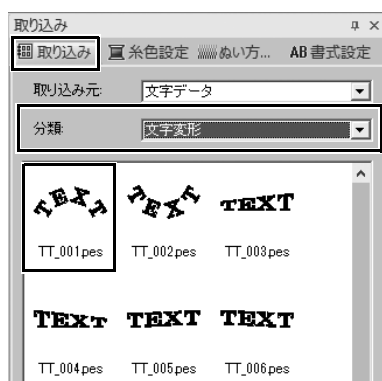 取り込み
取り込み 糸色設定 ぬい方... AB 書式設定
取り込み元: 文字データ
分類: 文字変形
TEXT TEXT TEXT
TT_001.pes TT_002.pes TT_003.pes
TEXT TEXT TEXT
TT_004.pes TT_005.pes TT_006.pes